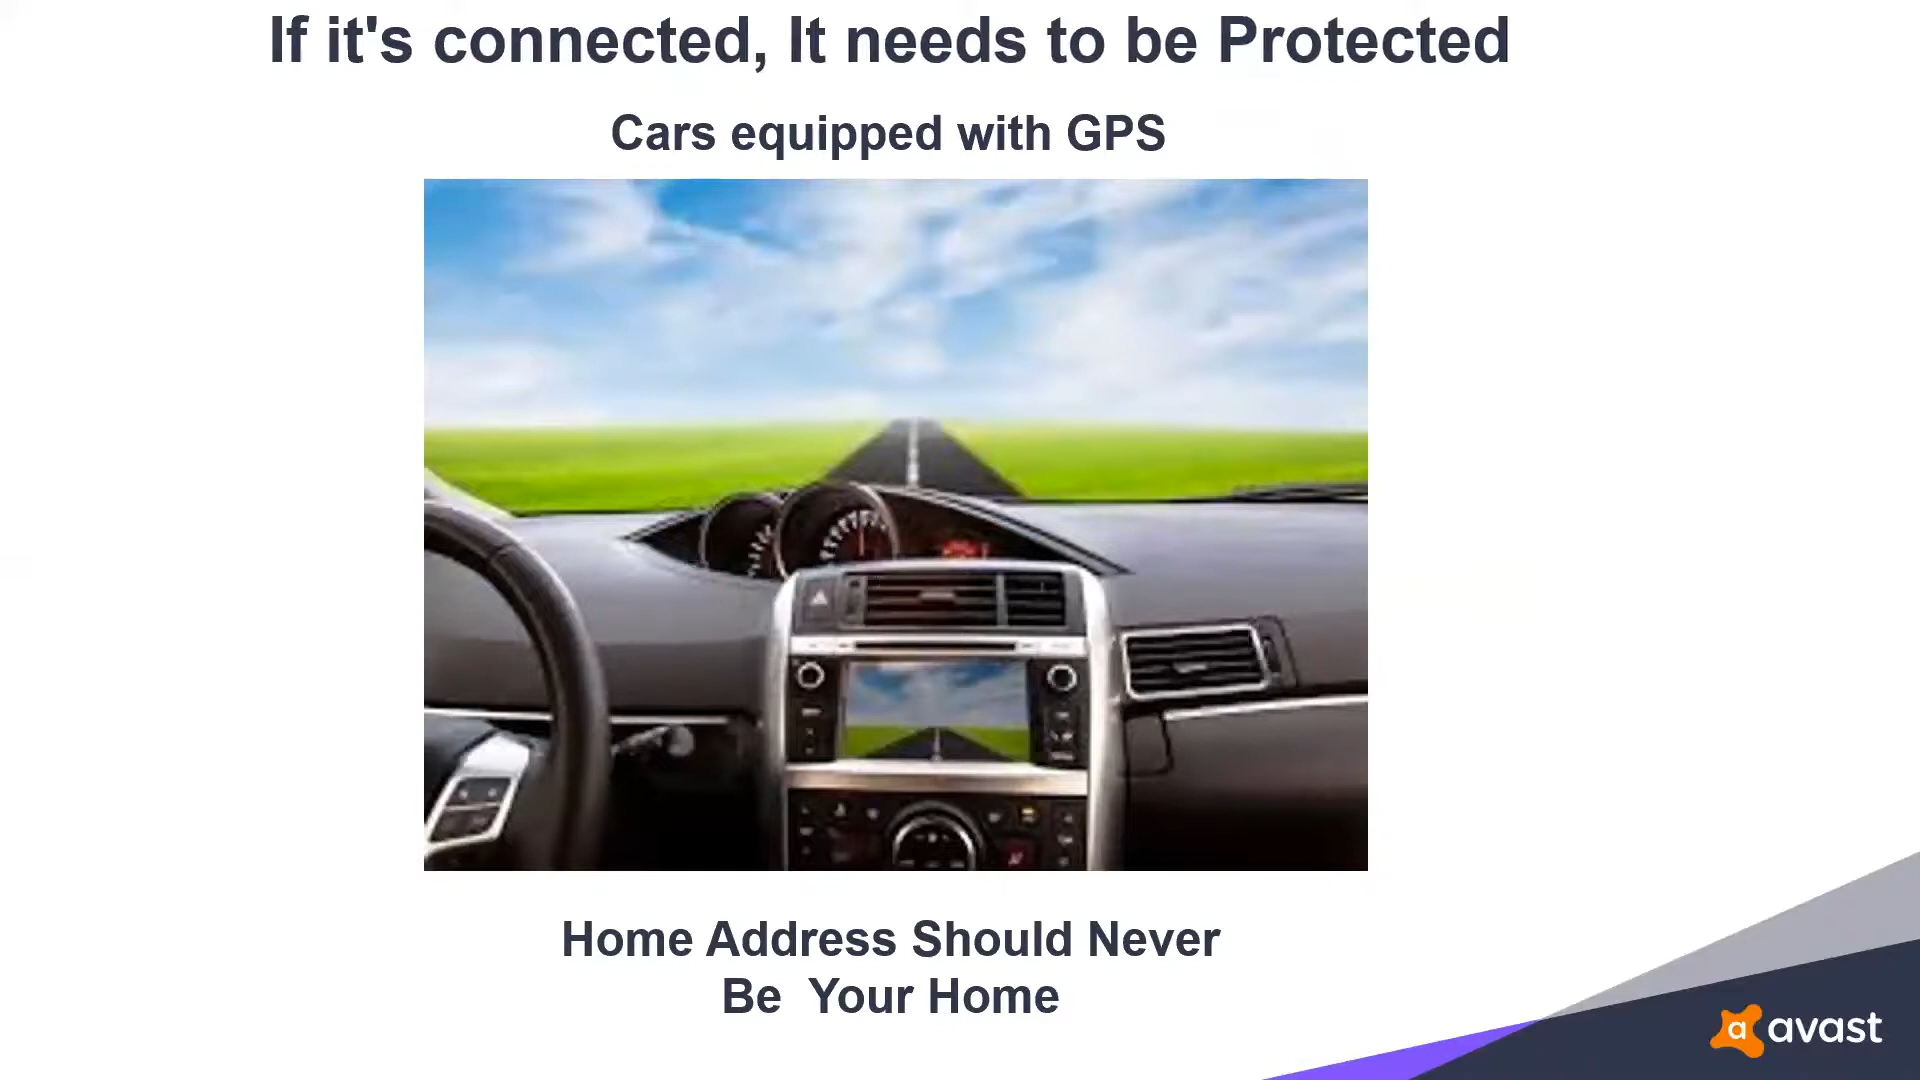 If it's connected, It needs to be Protected
Cars equipped with GPS
Home Address Should Never
Be Your Home
avast